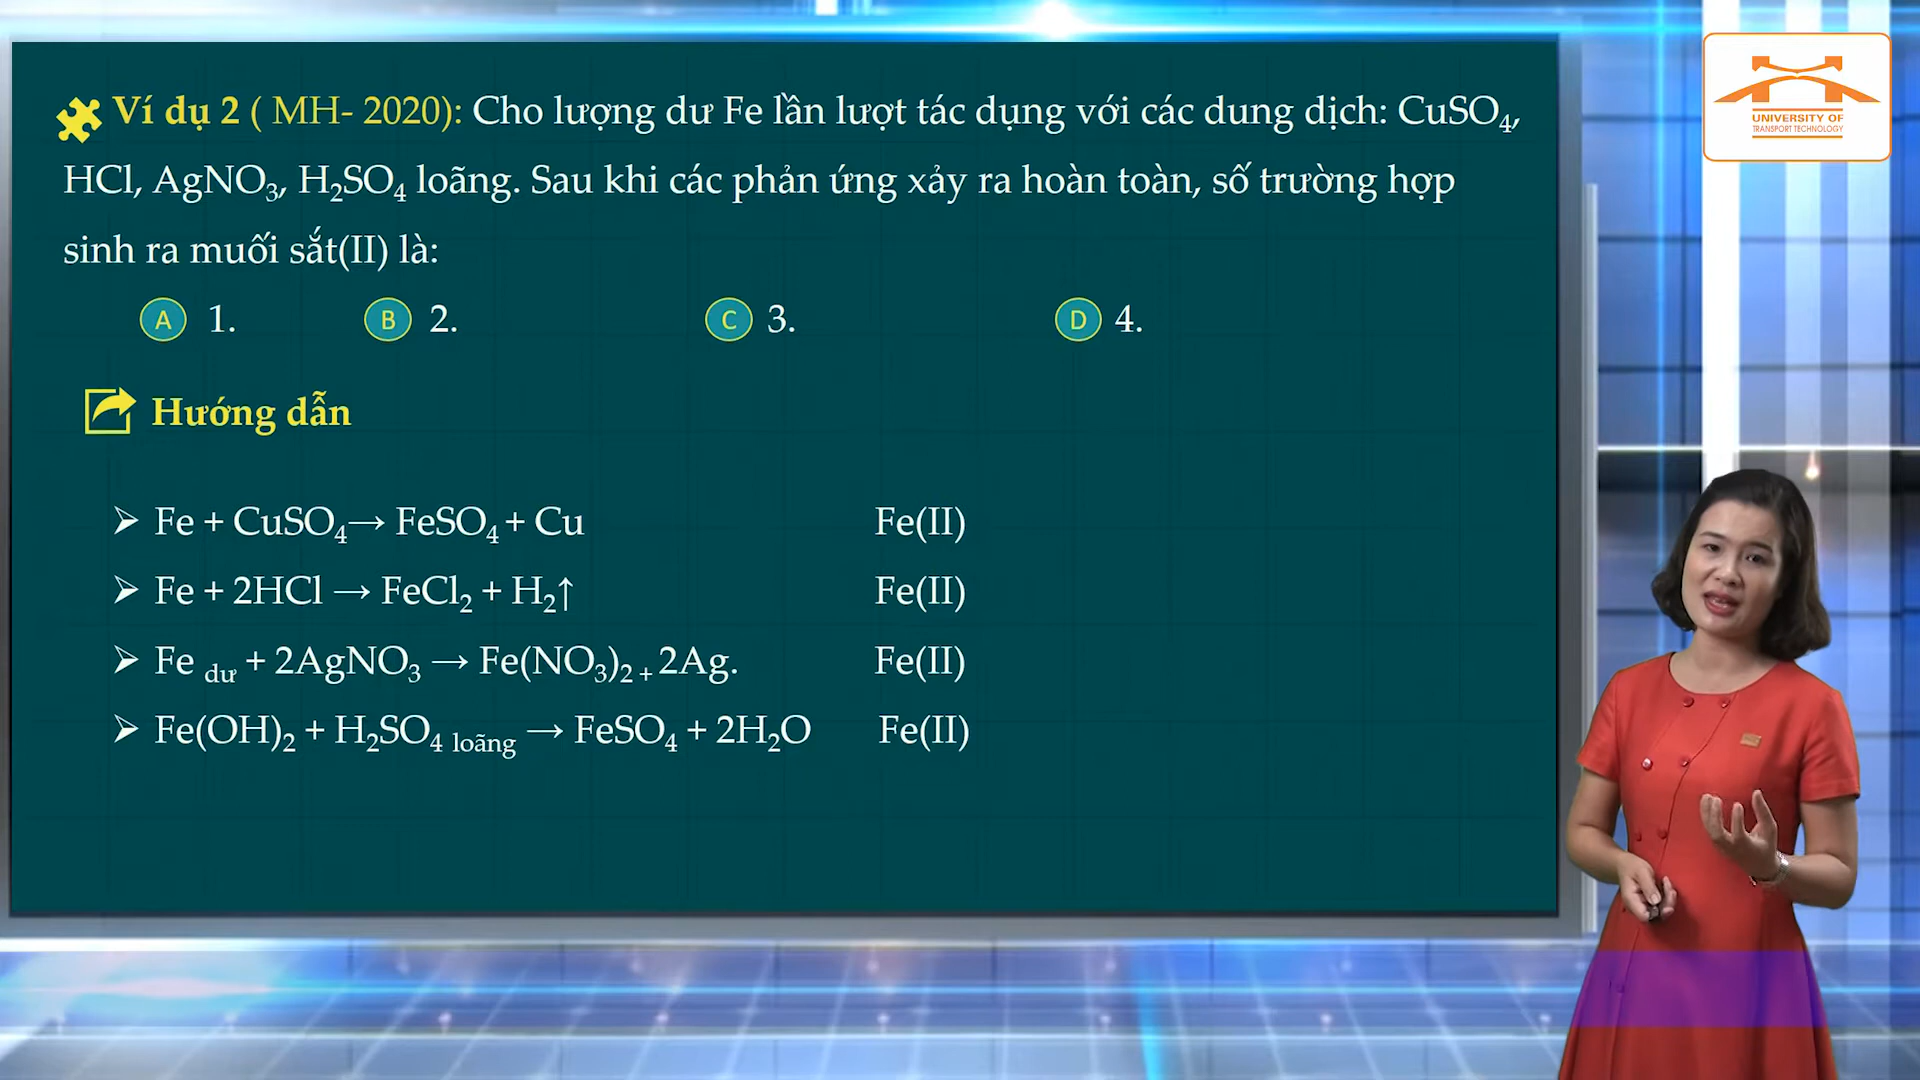 Ví dụ 2 ( MH- 2020): Cho lượng dư Fe lần lượt tác dụng với các dung dịch: CuSO₄,
HCl, AgNO₃, H₂SO₄ loãng. Sau khi các phản ứng xảy ra hoàn toàn, số trường hợp
sinh ra muối sắt(II) là:
A 1. B 2. C 3. D 4.
Hướng dẫn
➢ Fe + CuSO₄→ FeSO₄ + Cu Fe(II)
➢ Fe + 2HCl → FeCl₂ + H₂↑ Fe(II)
➢ Fe dư + 2AgNO₃ → Fe(NO₃)₂ + 2Ag. Fe(II)
➢ Fe(OH)₂ + H₂SO₄ loãng → FeSO₄ + 2H₂O Fe(II)
UNIVERSITY OF
TRANSPORT TECHNOLOGY